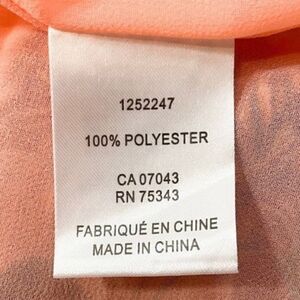 1252247
100% POLYESTER
CA 07043
RN 75343
FABRIQUÉ EN CHINE
MADE IN CHINA